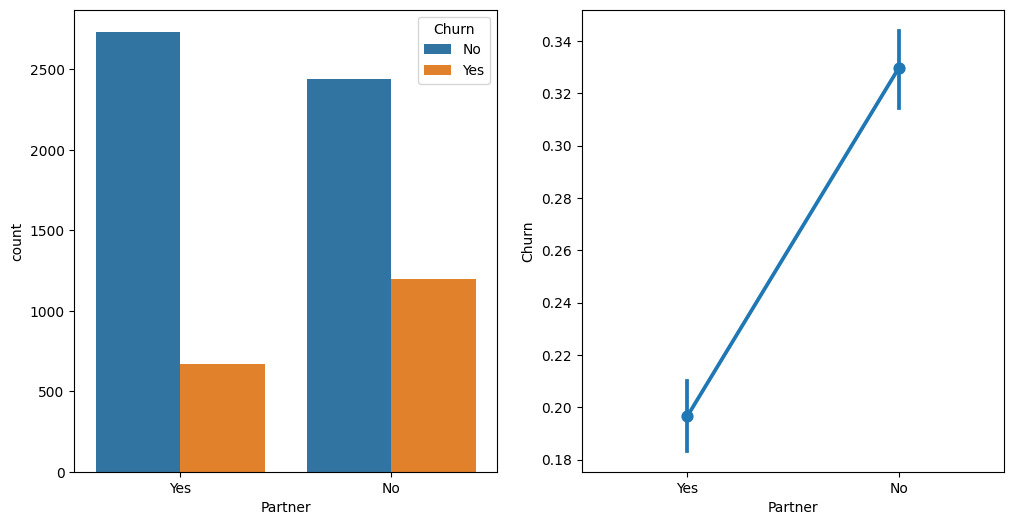 Churn
No
Yes
2500
2000
1500
1000
500
0
count
Yes
No
Partner
0.34
0.32
0.30
0.28
0.26
0.24
0.22
0.20
0.18
Churn
Yes
No
Partner